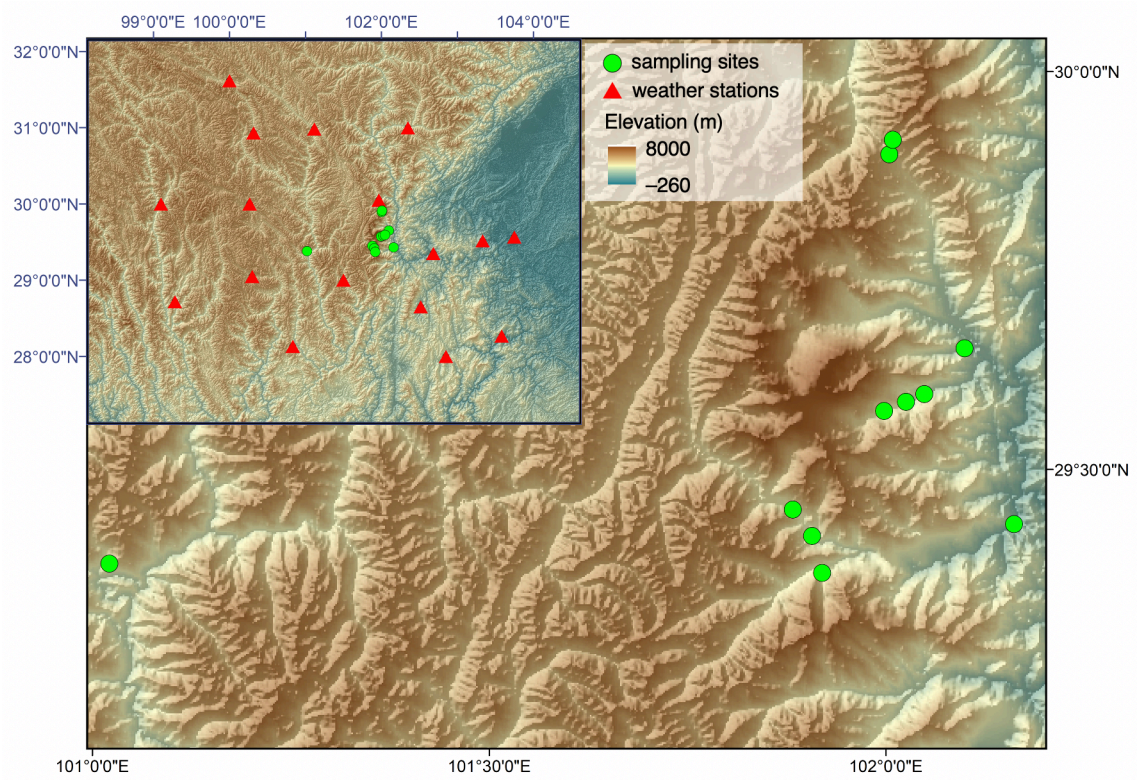 99°0'0"E 100°0'0"E 102°0'0"E 104°0'0"E
32°0'0"N
31°0'0"N
30°0'0"N
29°0'0"N
28°0'0"N
sampling sites
weather stations
Elevation (m)
8000
–260
30°0'0"N
29°30'0"N
101°0'0"E 101°30'0"E 102°0'0"E